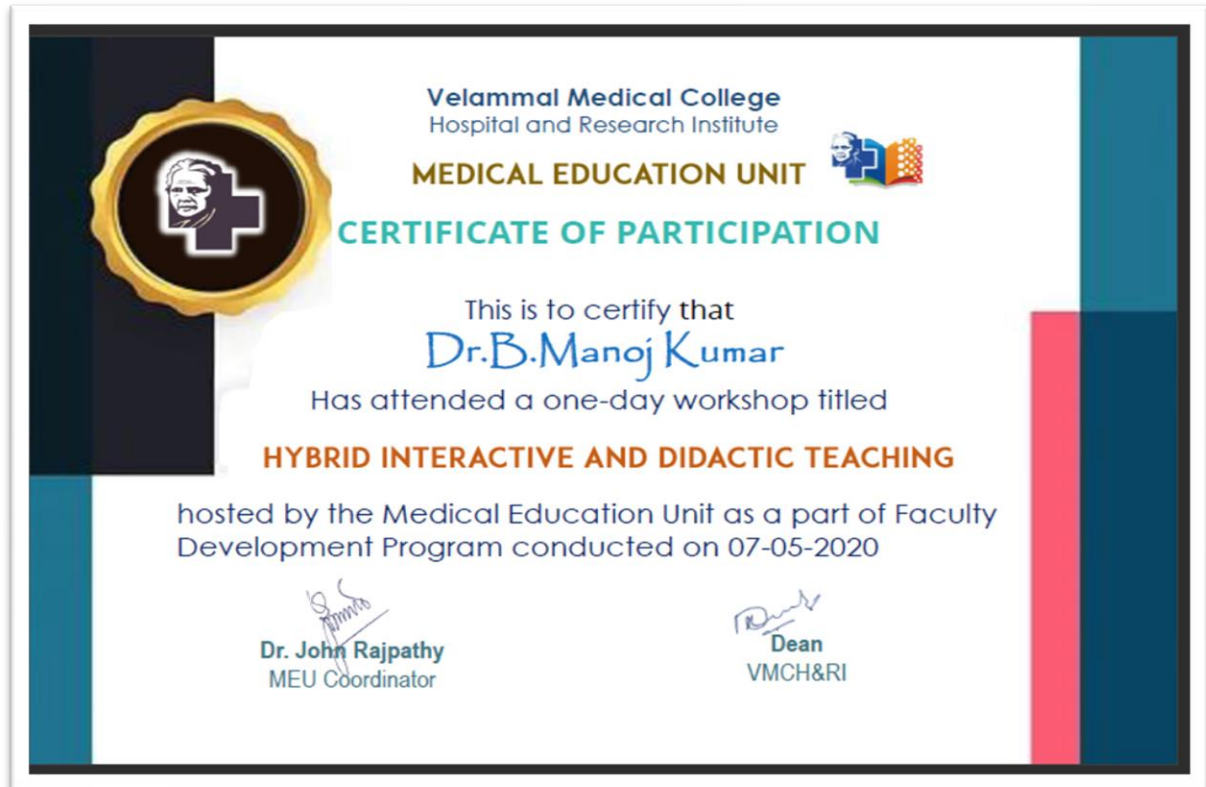 Velammal Medical College
Hospital and Research Institute
MEDICAL EDUCATION UNIT
CERTIFICATE OF PARTICIPATION
This is to certify that
Dr.B.Manoj Kumar
Has attended a one-day workshop titled
HYBRID INTERACTIVE AND DIDACTIC TEACHING
hosted by the Medical Education Unit as a part of Faculty
Development Program conducted on 07-05-2020
Dr. John Rajpathy
MEU Coordinator
Dean
VMCH&RI